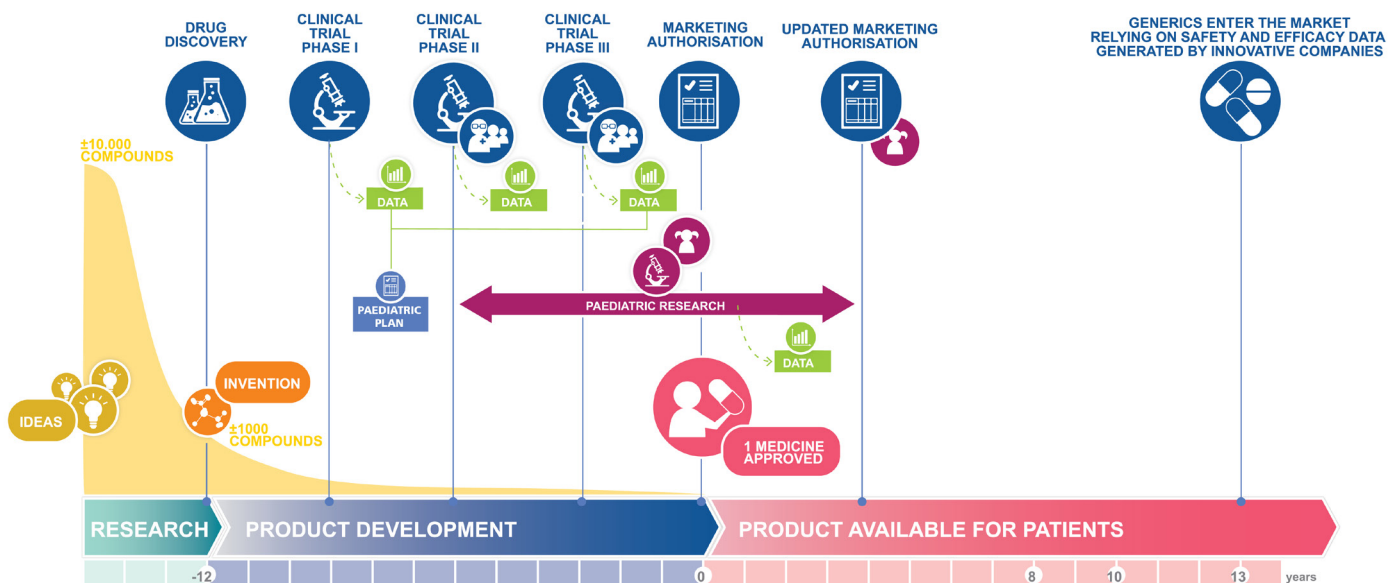 DRUG
DISCOVERY
CLINICAL
TRIAL
PHASE I
CLINICAL
TRIAL
PHASE II
CLINICAL
TRIAL
PHASE III
MARKETING
AUTHORISATION
UPDATED MARKETING
AUTHORISATION
GENERICS ENTER THE MARKET
RELYING ON SAFETY AND EFFICACY DATA
GENERATED BY INNOVATIVE COMPANIES
±10.000
COMPOUNDS
DATA
DATA
DATA
PAEDIATRIC
PLAN
PAEDIATRIC RESEARCH
DATA
IDEAS
INVENTION
±1000
COMPOUNDS
1 MEDICINE
APPROVED
RESEARCH
PRODUCT DEVELOPMENT
PRODUCT AVAILABLE FOR PATIENTS
-12
0
8
10
13
years